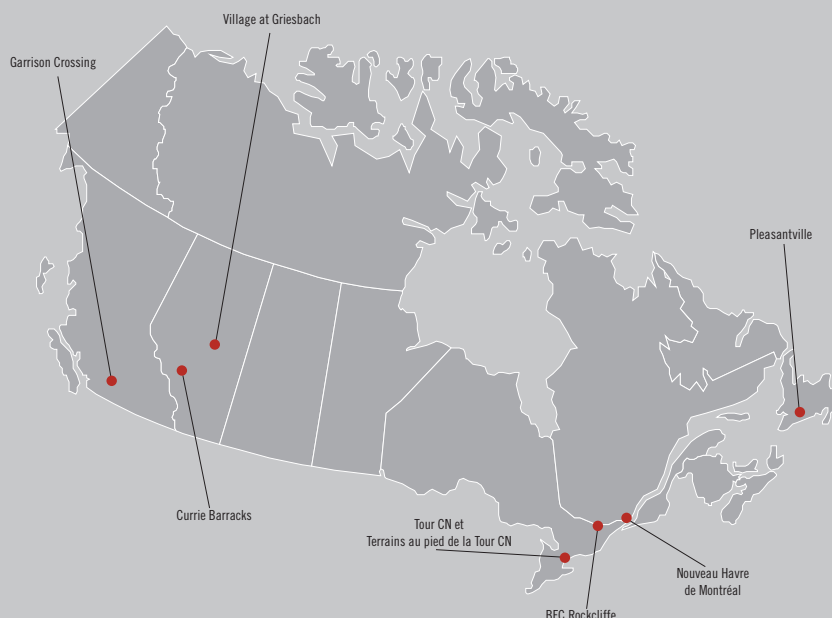 Village at Griesbach
Garrison Crossing
Pleasantville
Currie Barracks
Tour CN et
Terrains au pied de la Tour CN
Nouveau Havre
de Montréal
BFC Rockcliffe